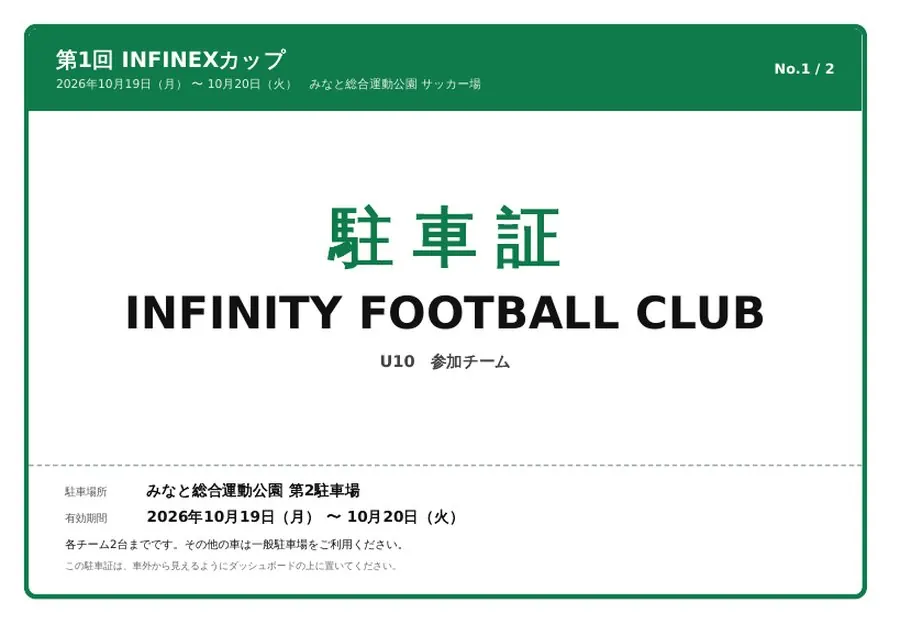 第1回 INFINEXカップ
2026年10月19日（月） 〜 10月20日（火）　みなと総合運動公園 サッカー場
No.1 / 2
駐車証
INFINITY FOOTBALL CLUB
U10　参加チーム
駐車場所　みなと総合運動公園 第2駐車場
有効期間　2026年10月19日（月） 〜 10月20日（火）
各チーム2台までです。その他の車は一般駐車場をご利用ください。
この駐車証は、車外から見えるようにダッシュボードの上に置いてください。